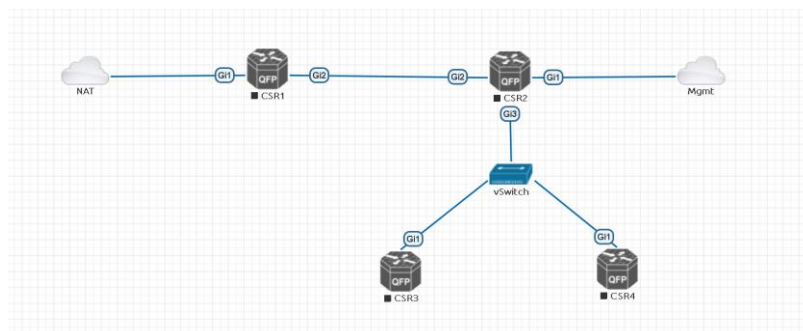 Gi1
QFP
Gi2
Gi2
QFP
Gi1
NAT
CSR1
CSR2
Mgmt
Gi3
vSwitch
Gi1
Gi1
QFP
QFP
CSR3
CSR4